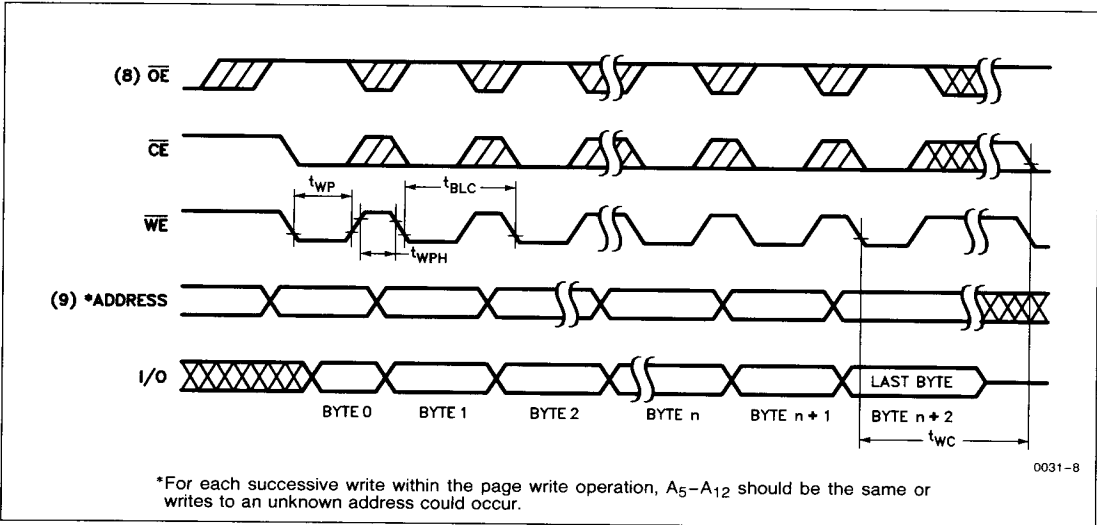 (8) OE
CE
tWP
tBLC
WE
tWPH
(9) *ADDRESS
I/O
LAST BYTE
BYTE 0 BYTE 1 BYTE 2 BYTE n BYTE n + 1 BYTE n + 2
tWC
0031-8
*For each successive write within the page write operation, A5-A12 should be the same or
writes to an unknown address could occur.